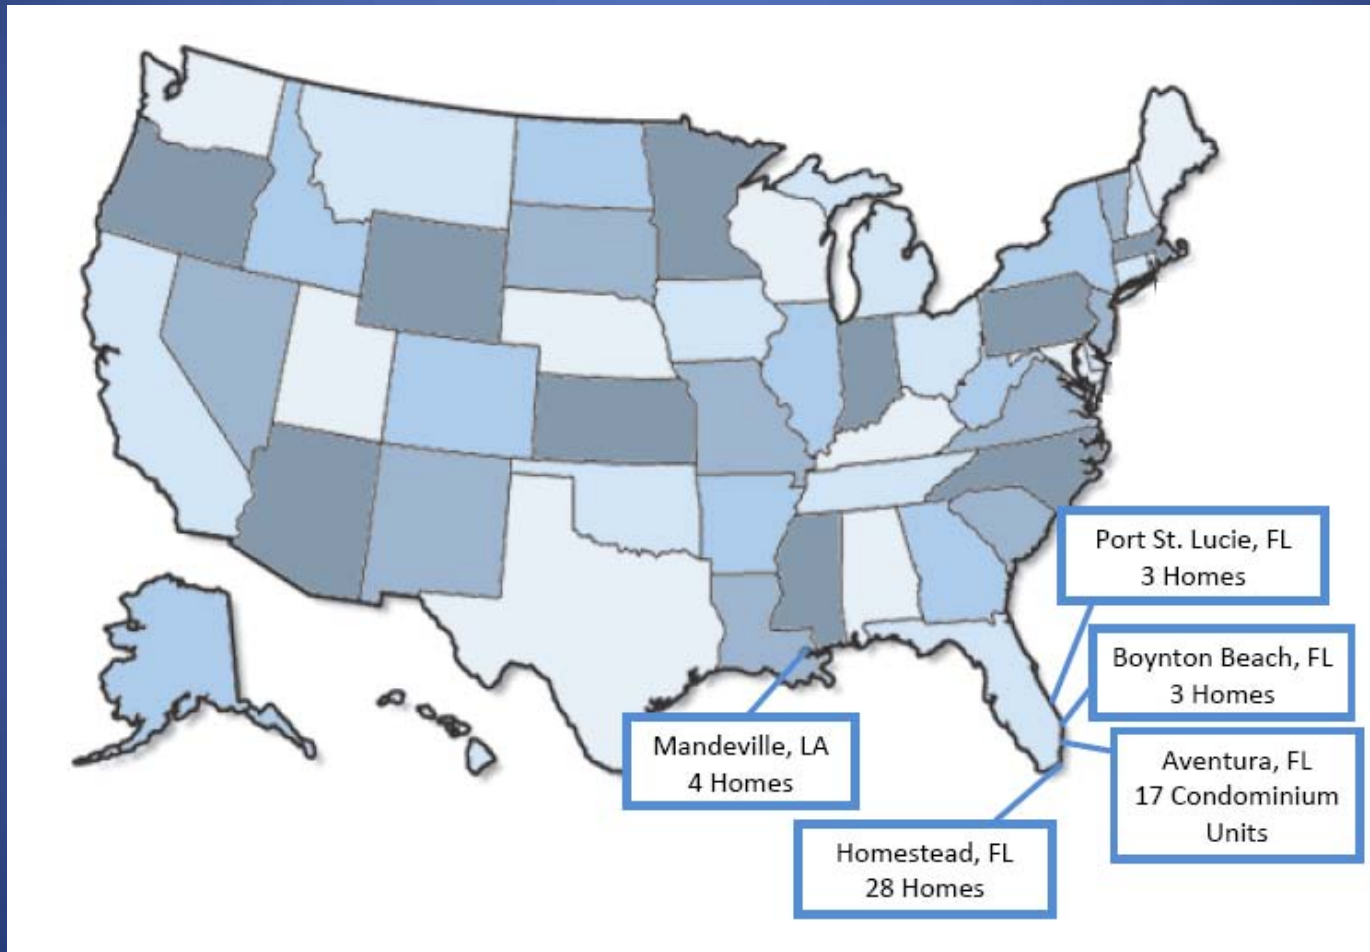 Port St. Lucie, FL
3 Homes
Boynton Beach, FL
3 Homes
Mandeville, LA
4 Homes
Aventura, FL
17 Condominium
Units
Homestead, FL
28 Homes